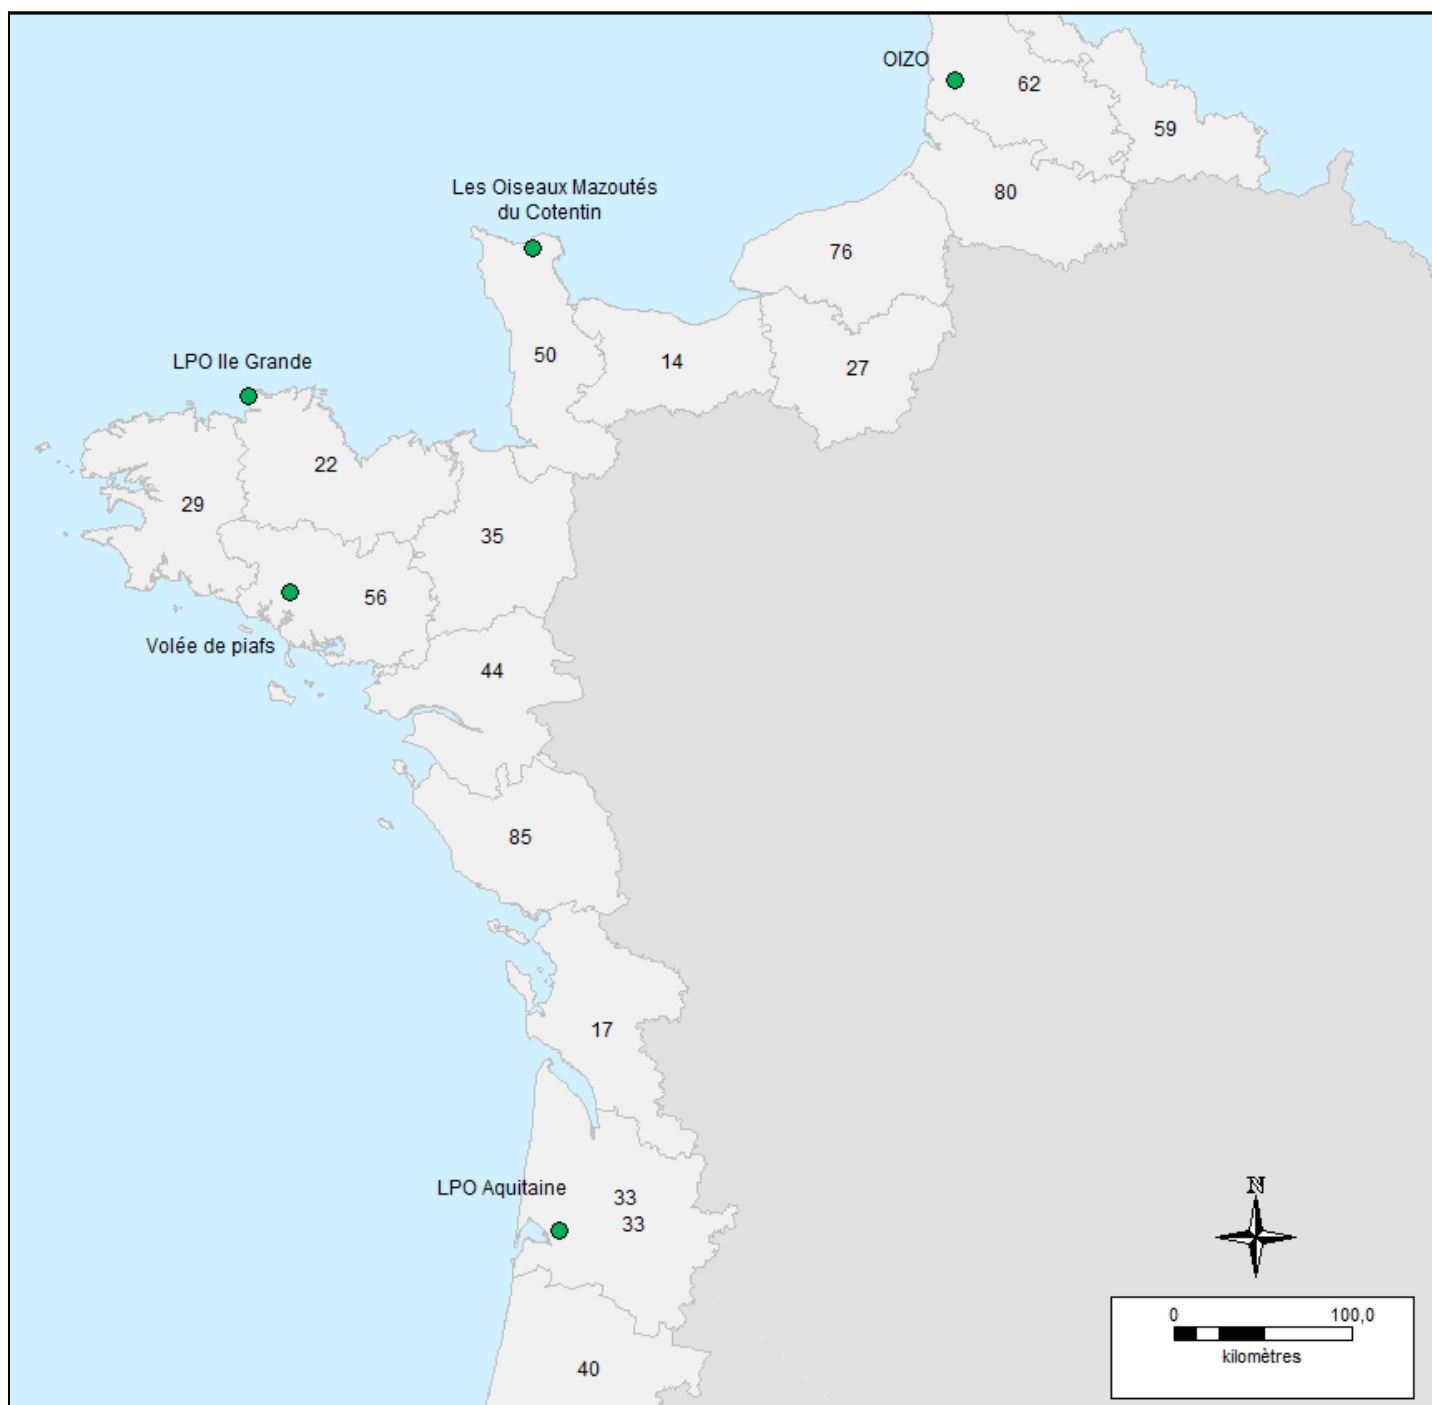 OIZO
62
59
Les Oiseaux Mazoutés
du Cotentin
80
76
50
14
27
LPO Ile Grande
22
29
35
56
Volée de piafs
44
85
17
LPO Aquitaine
33
33
40
N
0 100,0
kilomètres